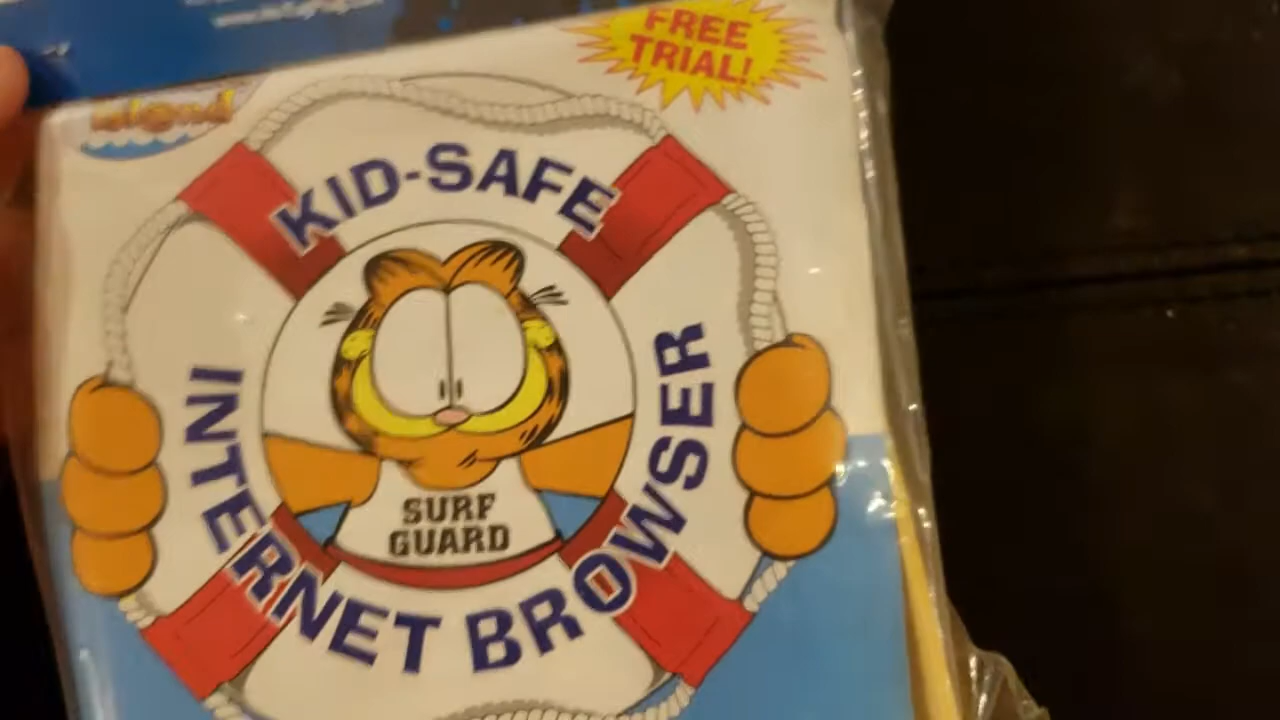 FREE
TRIAL!
KID-SAFE
INTERNET BROWSER
SURF
GUARD